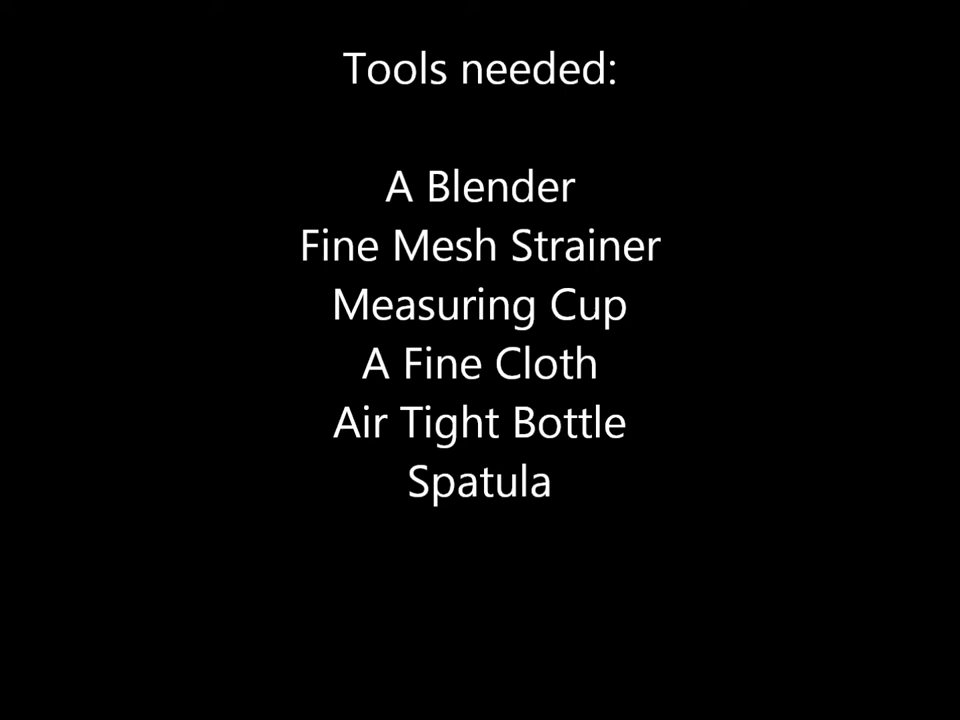 Tools needed:
A Blender
Fine Mesh Strainer
Measuring Cup
A Fine Cloth
Air Tight Bottle
Spatula